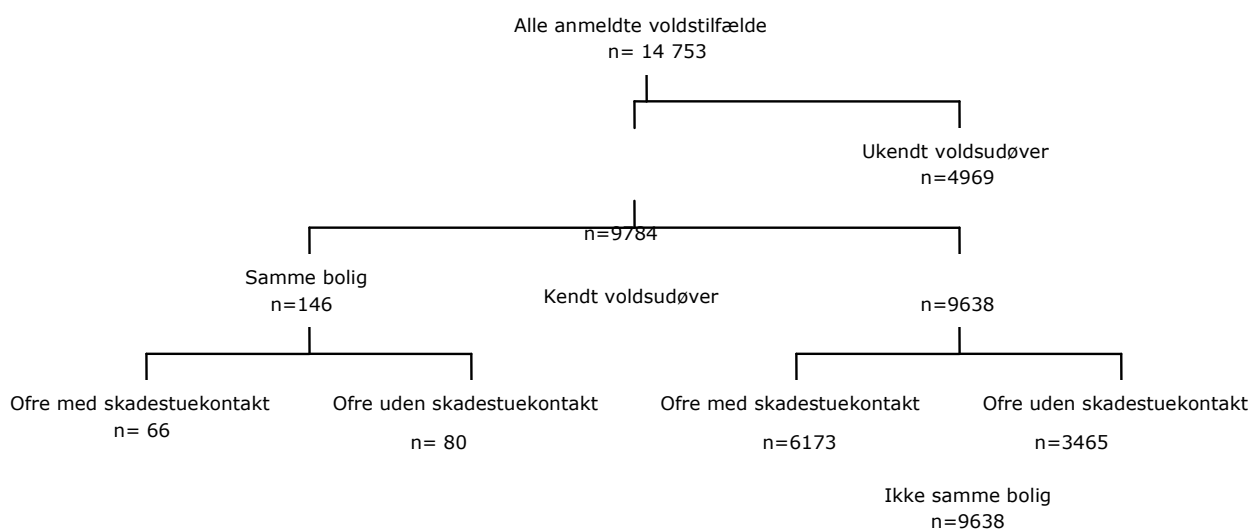 Alle anmeldte voldstilfælde
n= 14 753
Ukendt voldsudøver
n=4969
n=9784
Samme bolig
n=146
Kendt voldsudøver
n=9638
Ofre med skadestuekontakt
n= 66
Ofre uden skadestuekontakt
n= 80
Ofre med skadestuekontakt
n=6173
Ofre uden skadestuekontakt
n=3465
Ikke samme bolig
n=9638